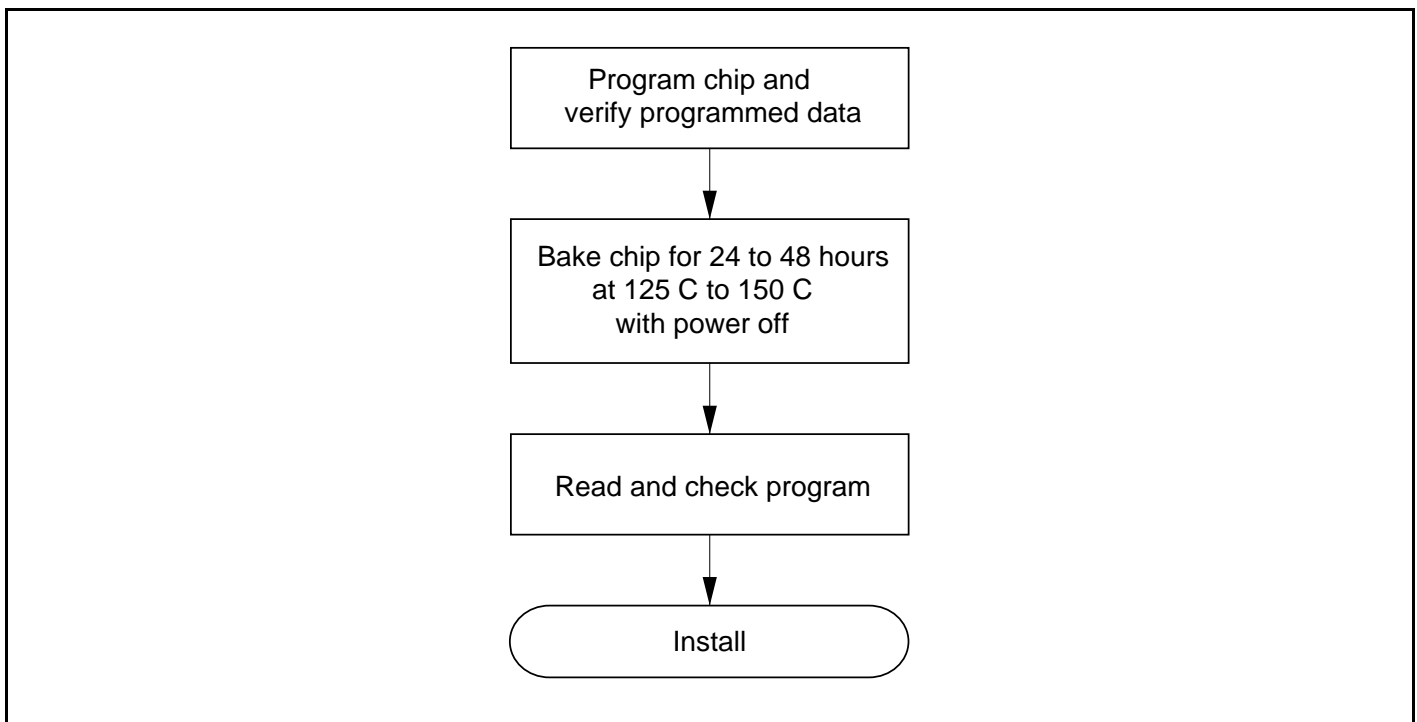 Program chip and
verify programmed data
Bake chip for 24 to 48 hours
at 125 C to 150 C
with power off
Read and check program
Install